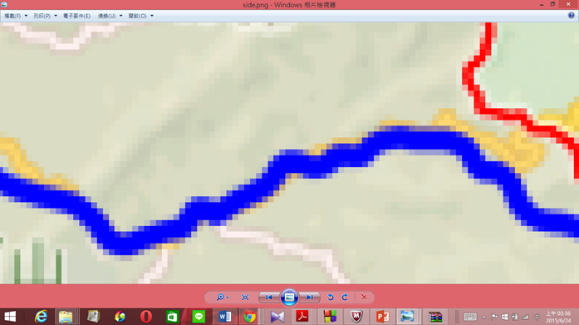 side.png - Windows 相片檢視器
檔案(F) 列印(P) 電子郵件(E) 燒錄(U) 開啟(O)
上午 00:36
2015/6/24